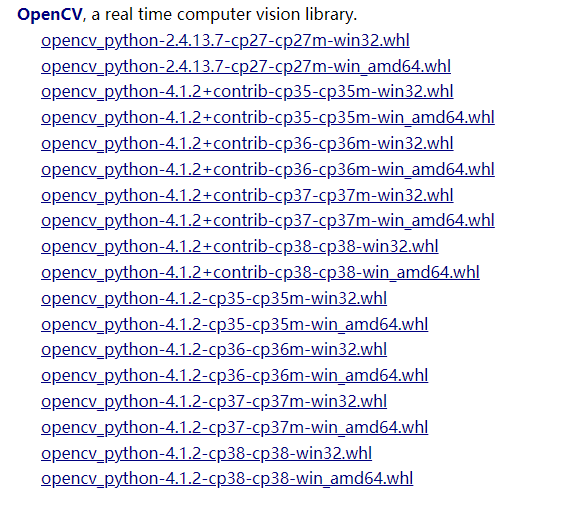 OpenCV, a real time computer vision library.
opencv_python-2.4.13.7-cp27-cp27m-win32.whl
opencv_python-2.4.13.7-cp27-cp27m-win_amd64.whl
opencv_python-4.1.2+contrib-cp35-cp35m-win32.whl
opencv_python-4.1.2+contrib-cp35-cp35m-win_amd64.whl
opencv_python-4.1.2+contrib-cp36-cp36m-win32.whl
opencv_python-4.1.2+contrib-cp36-cp36m-win_amd64.whl
opencv_python-4.1.2+contrib-cp37-cp37m-win32.whl
opencv_python-4.1.2+contrib-cp37-cp37m-win_amd64.whl
opencv_python-4.1.2+contrib-cp38-cp38-win32.whl
opencv_python-4.1.2+contrib-cp38-cp38-win_amd64.whl
opencv_python-4.1.2-cp35-cp35m-win32.whl
opencv_python-4.1.2-cp35-cp35m-win_amd64.whl
opencv_python-4.1.2-cp36-cp36m-win32.whl
opencv_python-4.1.2-cp36-cp36m-win_amd64.whl
opencv_python-4.1.2-cp37-cp37m-win32.whl
opencv_python-4.1.2-cp37-cp37m-win_amd64.whl
opencv_python-4.1.2-cp38-cp38-win32.whl
opencv_python-4.1.2-cp38-cp38-win_amd64.whl